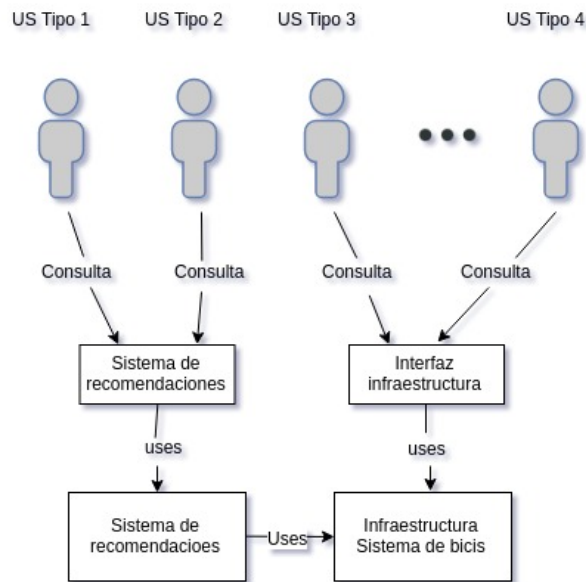 US Tipo 1
US Tipo 2
US Tipo 3
US Tipo 4
Consulta
Consulta
Consulta
Consulta
Sistema de
recomendaciones
Interfaz
infraestructura
uses
uses
Sistema de
recomendacioes
Uses
Infraestructura
Sistema de bicis